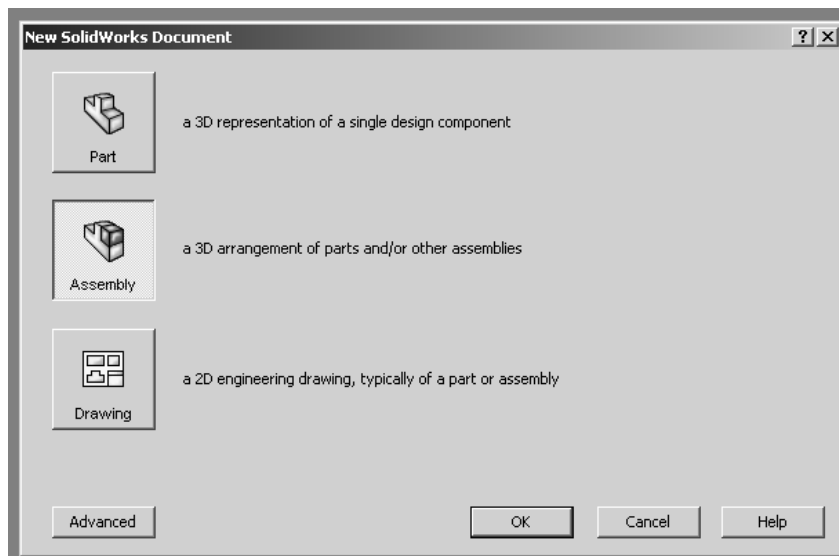 New SolidWorks Document
Part
a 3D representation of a single design component
Assembly
a 3D arrangement of parts and/or other assemblies
Drawing
a 2D engineering drawing, typically of a part or assembly
Advanced
OK
Cancel
Help